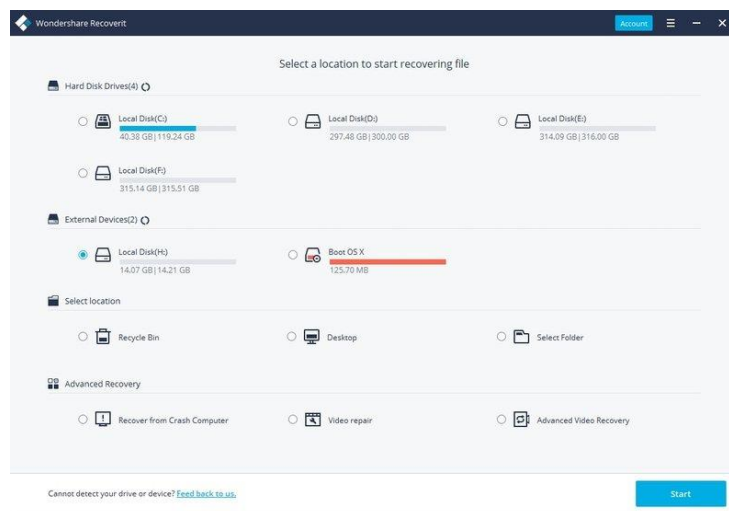 Wondershare Recoverit
Account
Select a location to start recovering file
Hard Disk Drives(4)
Local Disk(C:)
40.38 GB|119.24 GB
Local Disk(D:)
297.48 GB|300.00 GB
Local Disk(E:)
314.09 GB|316.00 GB
Local Disk(F:)
315.14 GB|315.51 GB
External Devices(2)
Local Disk(H:)
14.07 GB|14.21 GB
Boot OS X
125.70 MB
Select location
Recycle Bin
Desktop
Select Folder
Advanced Recovery
Recover from Crash Computer
Video repair
Advanced Video Recovery
Cannot detect your drive or device? Feed back to us.
Start